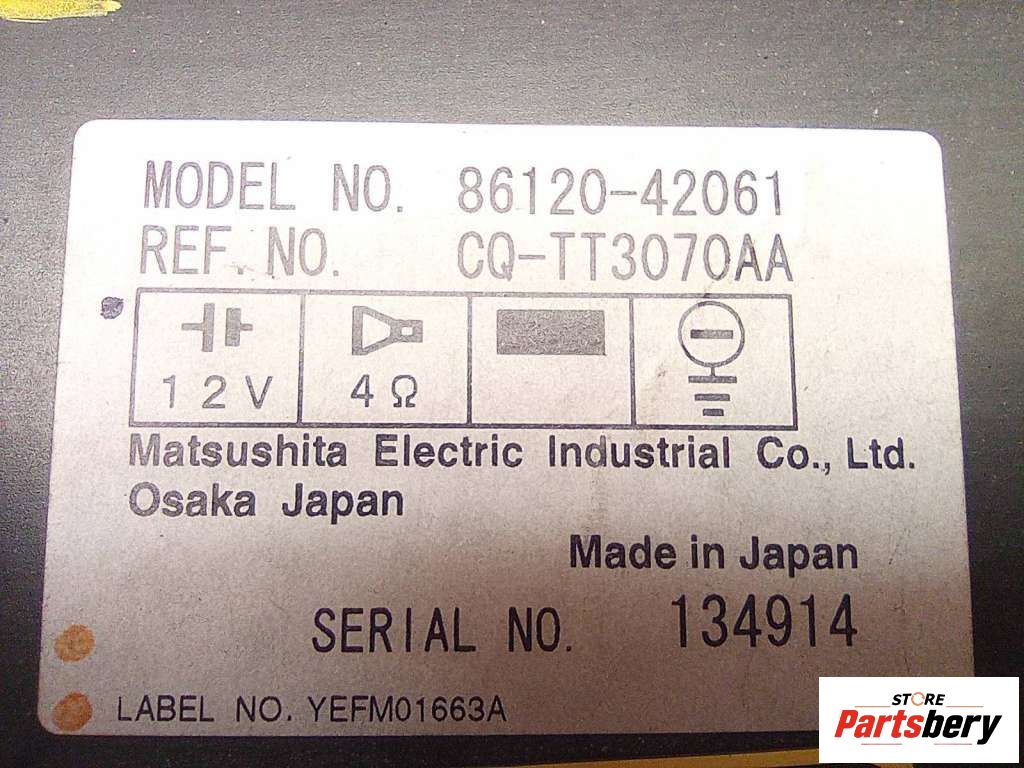 MODEL NO. 86120-42061
REF. NO. CQ-TT3070AA
12V 4Ω
Matsushita Electric Industrial Co., Ltd.
Osaka Japan
Made in Japan
SERIAL NO. 134914
LABEL NO. YEFM01663A
STORE
Partsbery